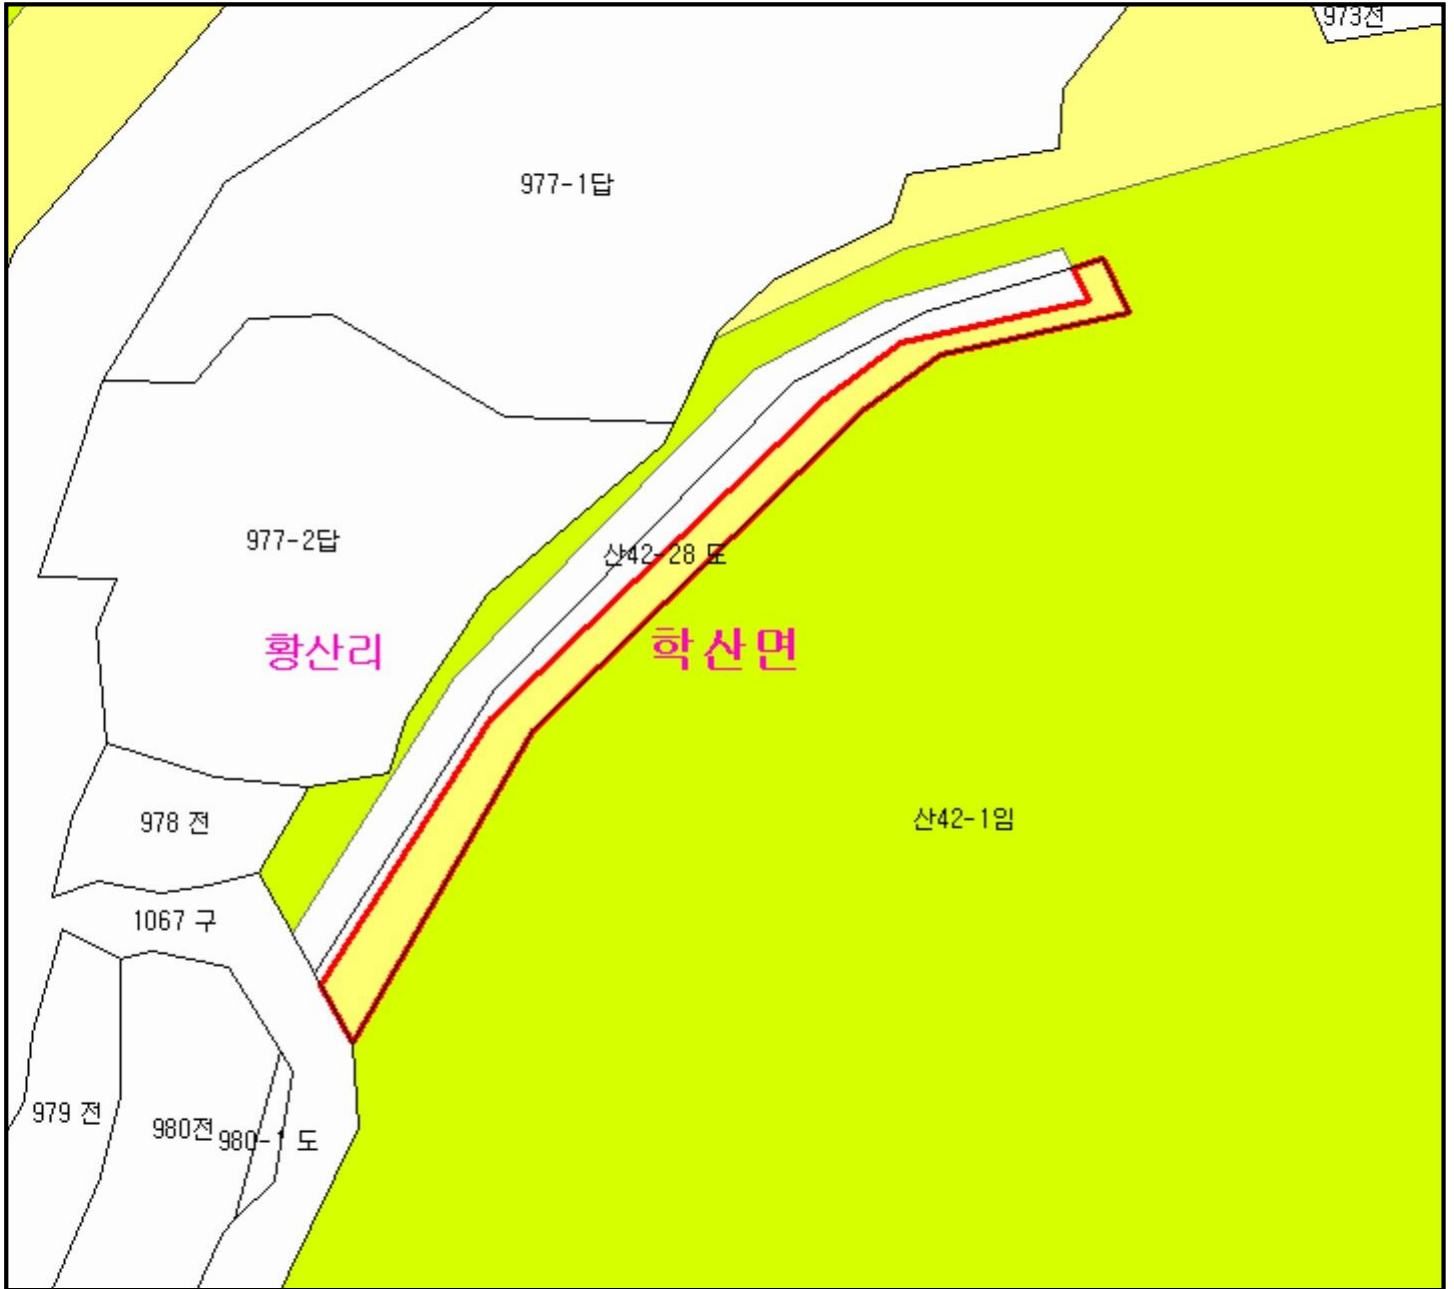 973전
977-1답
977-2답
산42-28 도
황산리
학산면
978 전
산42-1임
1067 구
979 전
980전
980-1 도